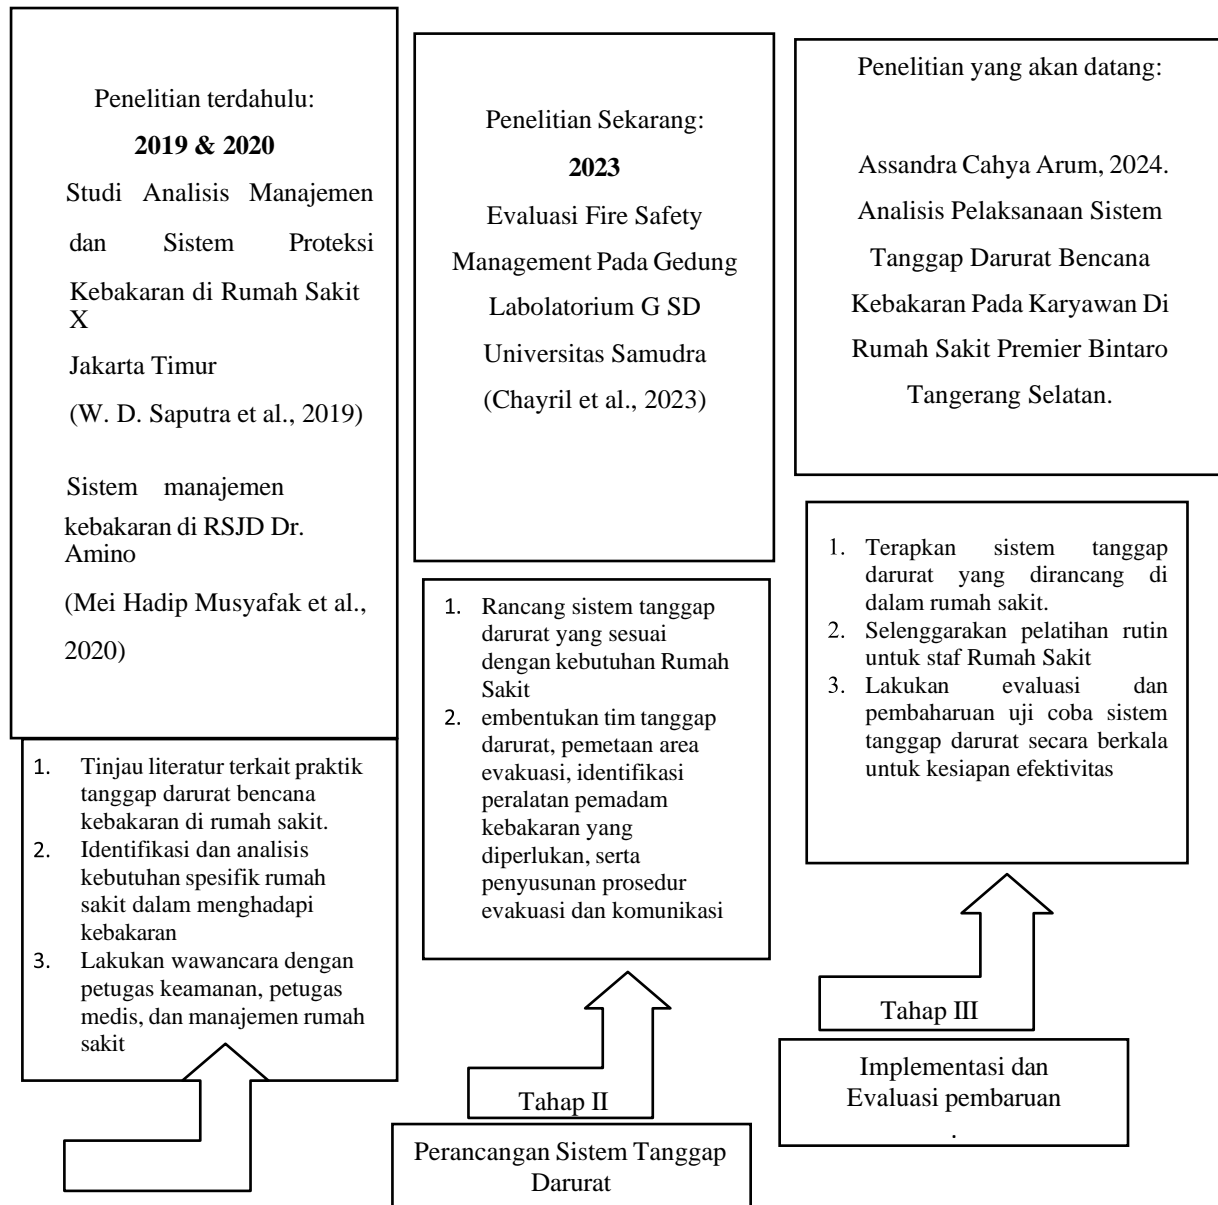 Penelitian terdahulu:
2019 & 2020
Studi Analisis Manajemen
dan Sistem Proteksi
Kebakaran di Rumah Sakit
X
Jakarta Timur
(W. D. Saputra et al., 2019)
Sistem manajemen
kebakaran di RSJD Dr.
Amino
(Mei Hadip Musyafak et al.,
2020)
1. Tinjau literatur terkait praktik
tanggap darurat bencana
kebakaran di rumah sakit.
2. Identifikasi dan analisis
kebutuhan spesifik rumah
sakit dalam menghadapi
kebakaran
3. Lakukan wawancara dengan
petugas keamanan, petugas
medis, dan manajemen rumah
sakit
Penelitian Sekarang:
2023
Evaluasi Fire Safety
Management Pada Gedung
Labolatorium G SD
Universitas Samudra
(Chayril et al., 2023)
1. Rancang sistem tanggap
darurat yang sesuai
dengan kebutuhan Rumah
Sakit
2. embentukan tim tanggap
darurat, pemetaan area
evakuasi, identifikasi
peralatan pemadam
kebakaran yang
diperlukan, serta
penyusunan prosedur
evakuasi dan komunikasi
Tahap II
Perancangan Sistem Tanggap
Darurat
Penelitian yang akan datang:
Assandra Cahya Arum, 2024.
Analisis Pelaksanaan Sistem
Tanggap Darurat Bencana
Kebakaran Pada Karyawan Di
Rumah Sakit Premier Bintaro
Tangerang Selatan.
1. Terapkan sistem tanggap
darurat yang dirancang di
dalam rumah sakit.
2. Selenggarakan pelatihan rutin
untuk staf Rumah Sakit
3. Lakukan evaluasi dan
pembaharuan uji coba sistem
tanggap darurat secara berkala
untuk kesiapan efektivitas
Tahap III
Implementasi dan
Evaluasi pembaruan
.